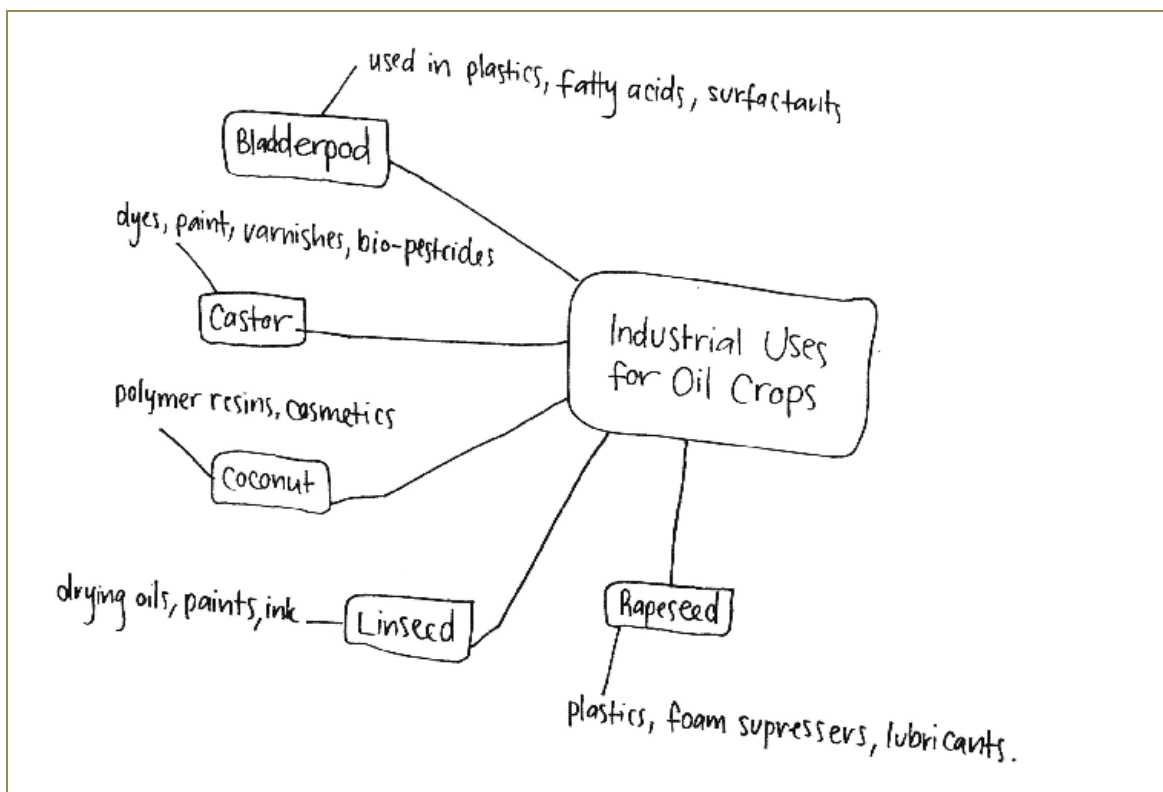 used in plastics, fatty acids, surfactants
Bladderpod
dyes, paint, varnishes, bio-pesticides
Castor
Industrial Uses
for Oil Crops
polymer resins, cosmetics
Coconut
drying oils, paints, ink
Linseed
Rapeseed
plastics, foam supressers, lubricants.